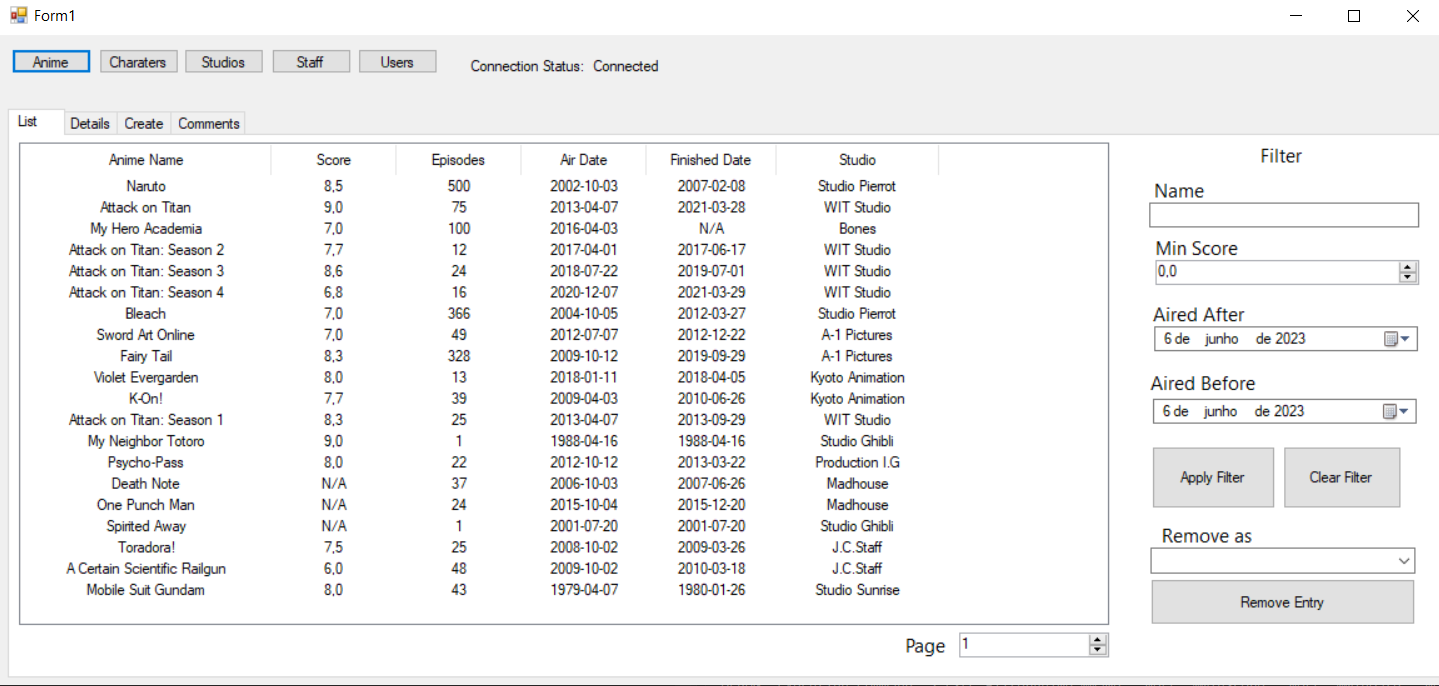 Form1
Anime Charaters Studios Staff Users Connection Status: Connected
List Details Create Comments
Anime Name Score Episodes Air Date Finished Date Studio
Naruto 8,5 500 2002-10-03 2007-02-08 Studio Pierrot
Attack on Titan 9,0 75 2013-04-07 2021-03-28 WIT Studio
My Hero Academia 7,0 100 2016-04-03 N/A Bones
Attack on Titan: Season 2 7,7 12 2017-04-01 2017-06-17 WIT Studio
Attack on Titan: Season 3 8,6 24 2018-07-22 2019-07-01 WIT Studio
Attack on Titan: Season 4 6,8 16 2020-12-07 2021-03-29 WIT Studio
Bleach 7,0 366 2004-10-05 2012-03-27 Studio Pierrot
Sword Art Online 7,0 49 2012-07-07 2012-12-22 A-1 Pictures
Fairy Tail 8,3 328 2009-10-12 2019-09-29 A-1 Pictures
Violet Evergarden 8,0 13 2018-01-11 2018-04-05 Kyoto Animation
K-On! 7,7 39 2009-04-03 2010-06-26 Kyoto Animation
Attack on Titan: Season 1 8,3 25 2013-04-07 2013-09-29 WIT Studio
My Neighbor Totoro 9,0 1 1988-04-16 1988-04-16 Studio Ghibli
Psycho-Pass 8,0 22 2012-10-12 2013-03-22 Production I.G
Death Note N/A 37 2006-10-03 2007-06-26 Madhouse
One Punch Man N/A 24 2015-10-04 2015-12-20 Madhouse
Spirited Away N/A 1 2001-07-20 2001-07-20 Studio Ghibli
Toradora! 7,5 25 2008-10-02 2009-03-26 J.C.Staff
A Certain Scientific Railgun 6,0 48 2009-10-02 2010-03-18 J.C.Staff
Mobile Suit Gundam 8,0 43 1979-04-07 1980-01-26 Studio Sunrise
Page 1
Filter
Name
Min Score
0,0
Aired After
6 de junho de 2023
Aired Before
6 de junho de 2023
Apply Filter Clear Filter
Remove as
Remove Entry